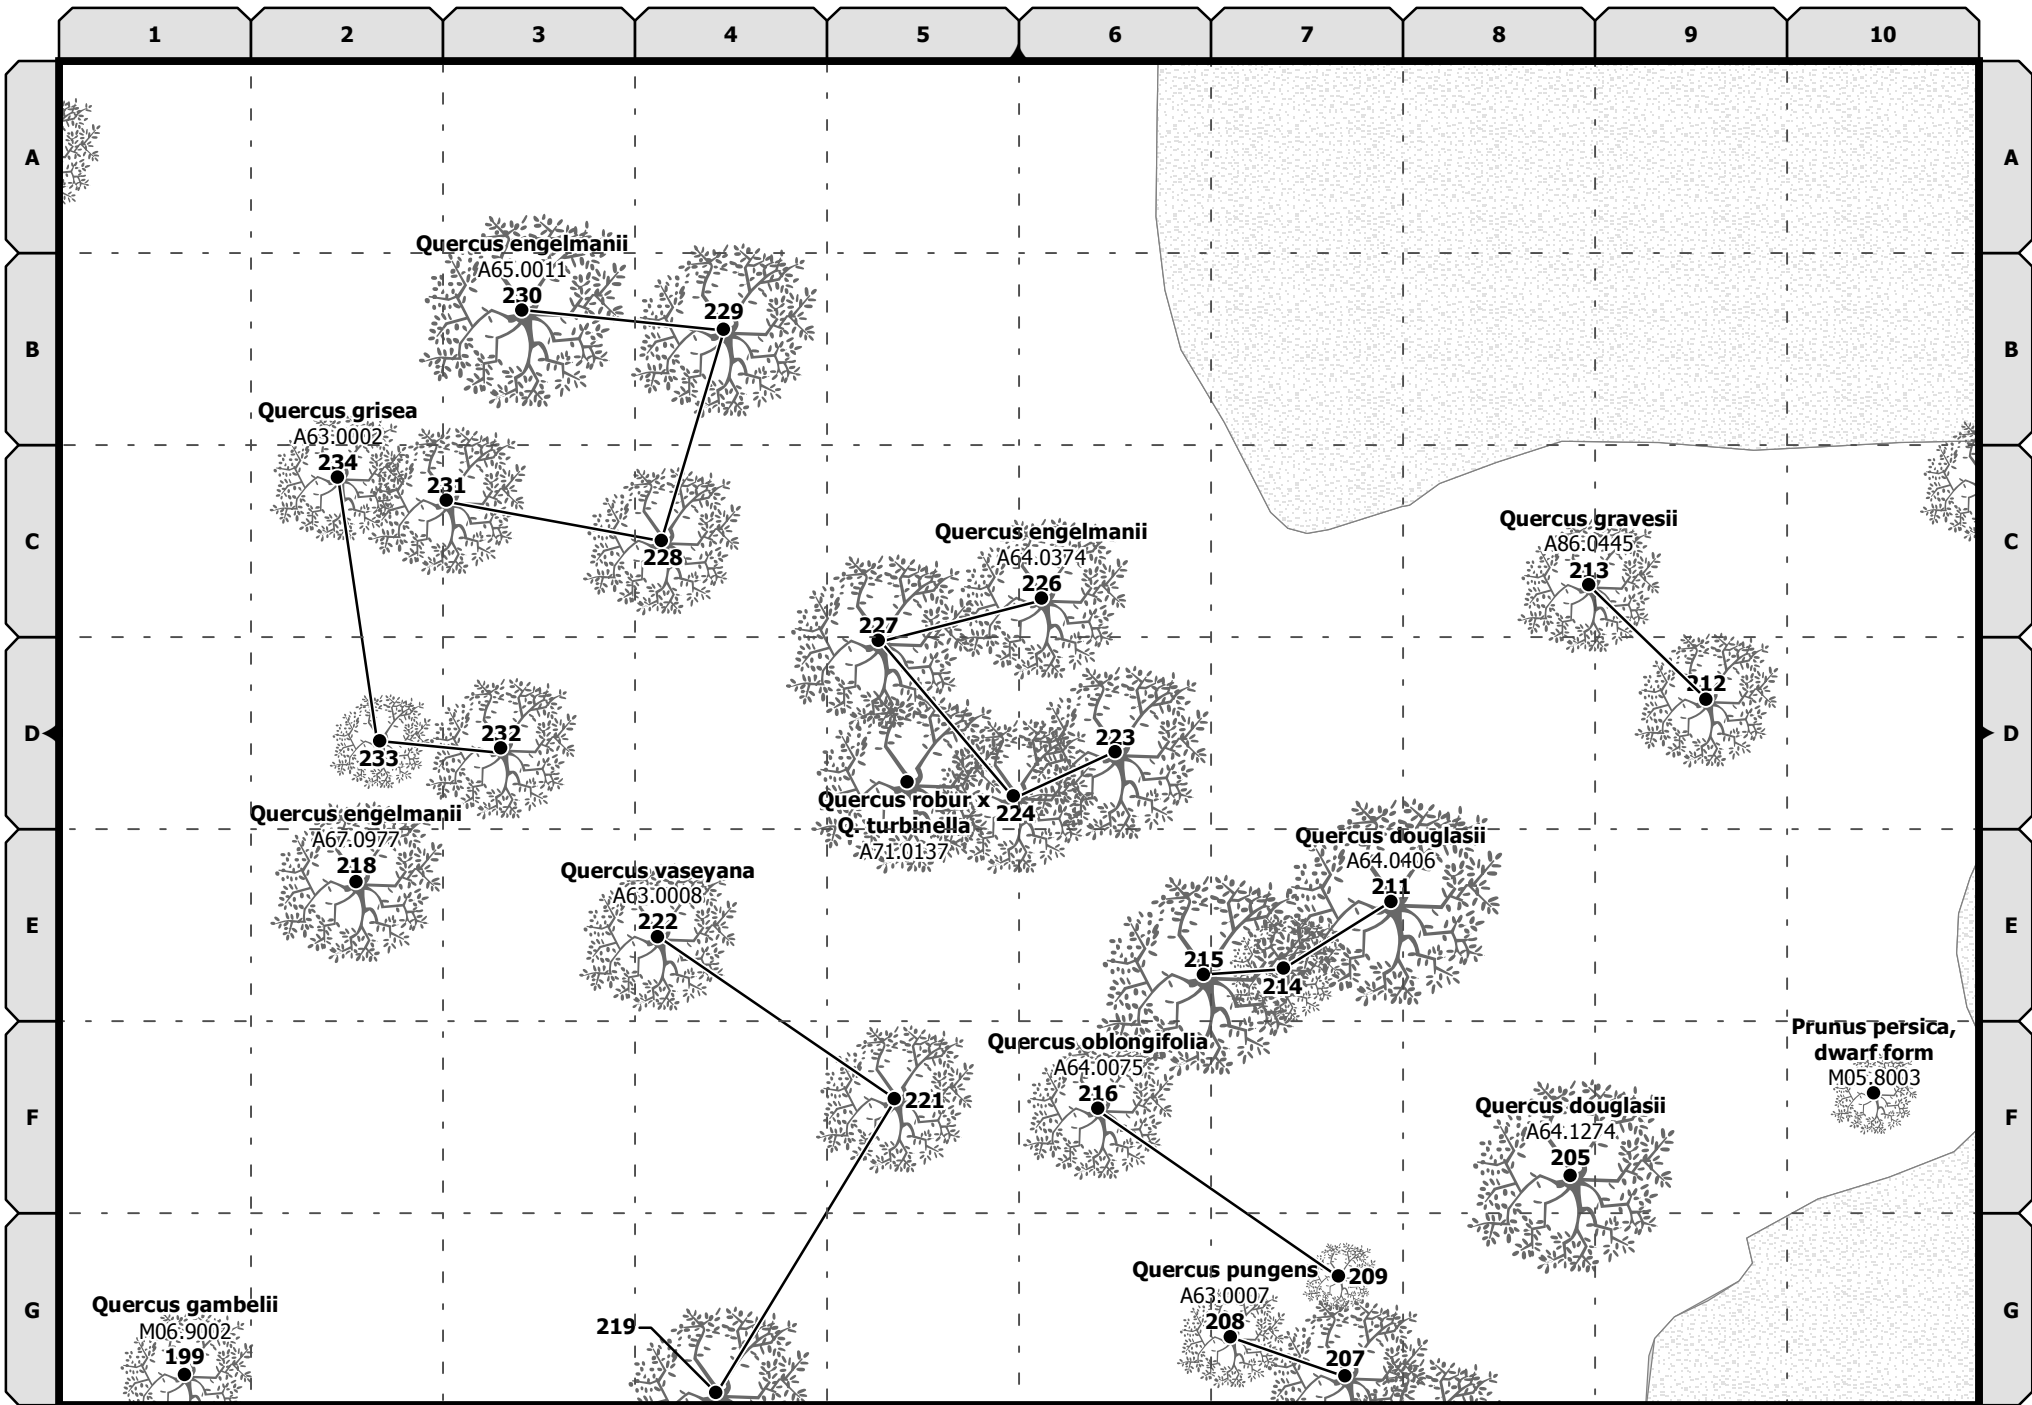 1 2 3 4 5 6 7 8 9 10
A A
Quercus engelmanii
A65.0011
230
229
B B
Quercus grisea
A63.0002
234
231
228
C C
Quercus engelmanii
A64.0374
226
227
Quercus gravesii
A86.0445
213
212
D D
233
232
223
224
Quercus robur x
Q. turbinella
A71.0137
Quercus engelmanii
A67.0977
218
Quercus vaseyana
A63.0008
222
Quercus douglasii
A64.0406
211
215
214
E E
Quercus oblongifolia
A64.0075
216
221
Prunus persica,
dwarf form
M05.8003
Quercus douglasii
A64.1274
205
F F
Quercus pungens
A63.0007
208
209
207
Quercus gambelii
M06.9002
199
219
G G